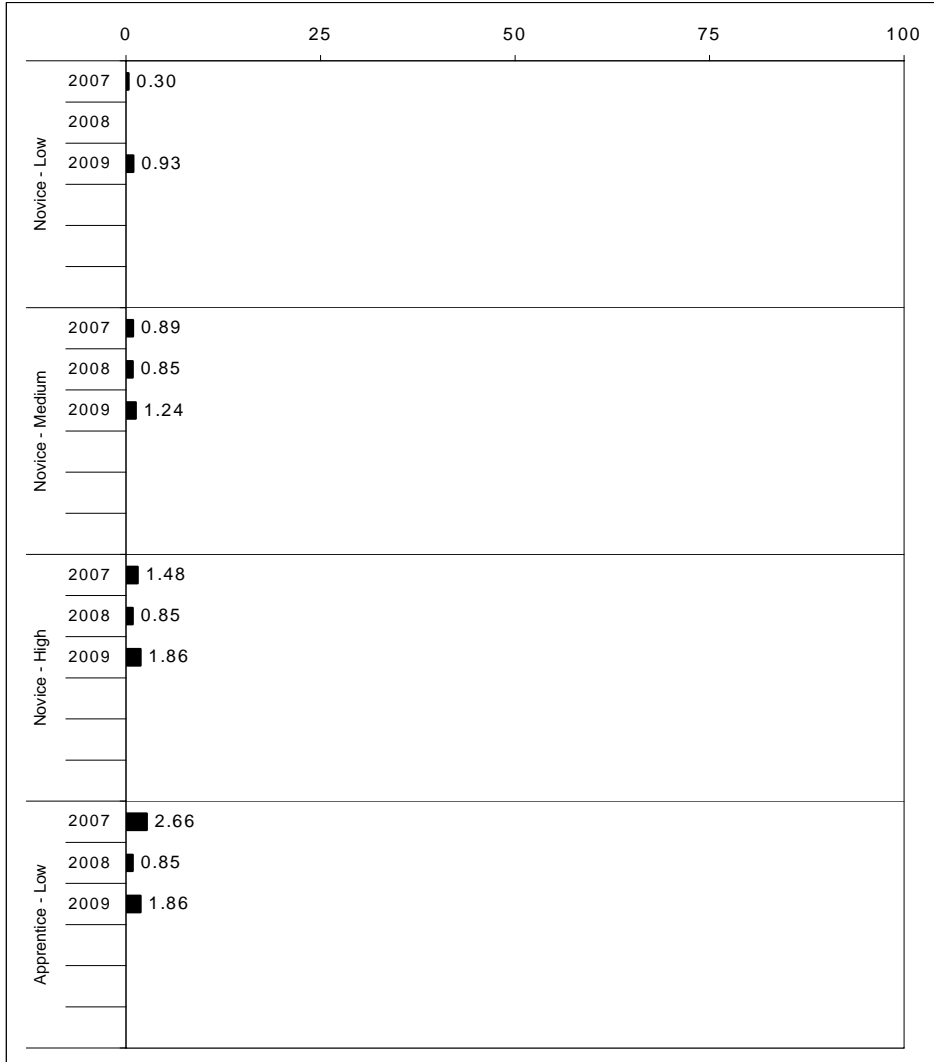 0 25 50 75 100
Novice - Low
2007 0.30
2008
2009 0.93
Novice - Medium
2007 0.89
2008 0.85
2009 1.24
Novice - High
2007 1.48
2008 0.85
2009 1.86
Apprentice - Low
2007 2.66
2008 0.85
2009 1.86